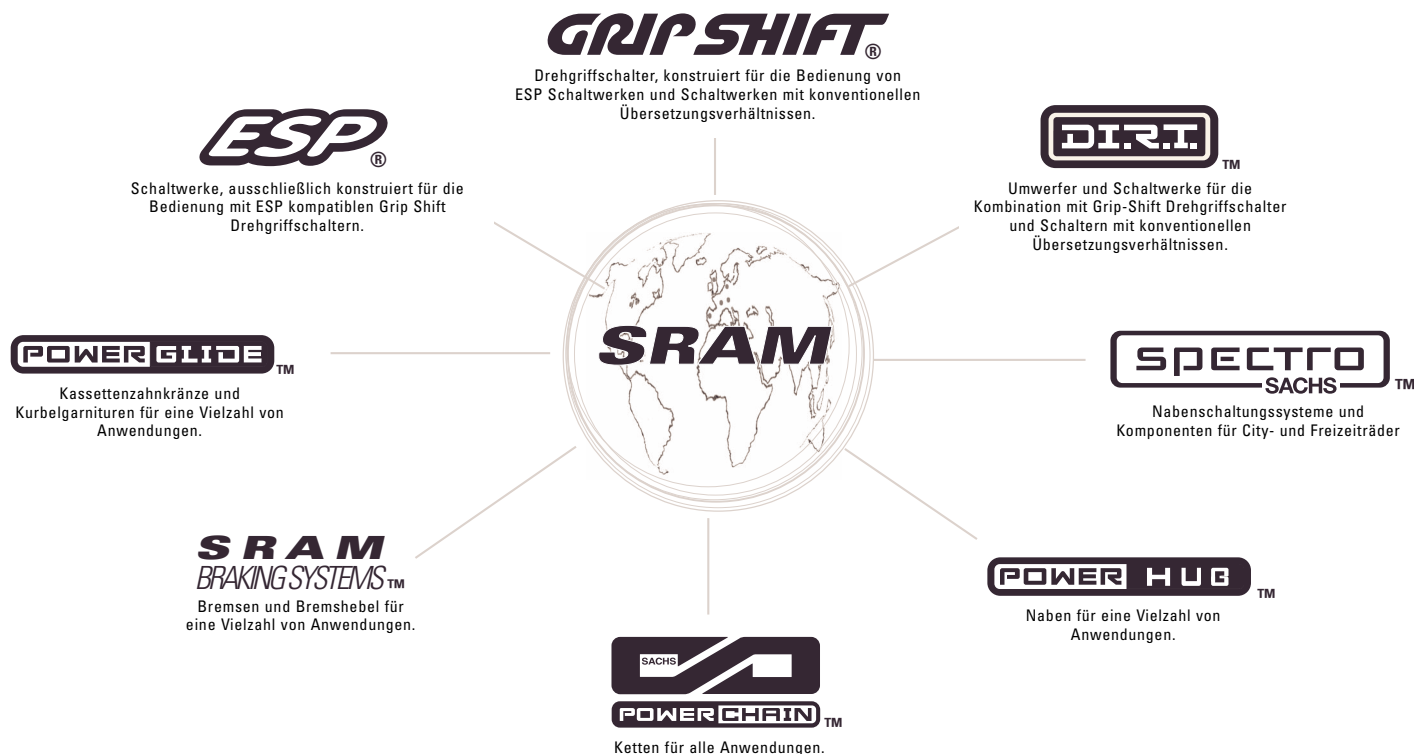 GRIP SHIFT®
Drehgriffschalter, konstruiert für die Bedienung von
ESP Schaltwerken und Schaltwerken mit konventionellen
Übersetzungsverhältnissen.
ESP®
Schaltwerke, ausschließlich konstruiert für die
Bedienung mit ESP kompatiblen Grip Shift
Drehgriffschaltern.
DI.R.T.™
Umwerfer und Schaltwerke für die
Kombination mit Grip-Shift Drehgriffschalter
und Schaltern mit konventionellen
Übersetzungsverhältnissen.
SRAM
POWER GLIDE™
Kassettenzahnkränze und
Kurbelgarnituren für eine Vielzahl von
Anwendungen.
SPECTRO
SACHS™
Nabenschaltungssysteme und
Komponenten für City- und Freizeiträder
SRAM
BRAKING SYSTEMS™
Bremsen und Bremshebel für
eine Vielzahl von Anwendungen.
POWER HUB™
Naben für eine Vielzahl von
Anwendungen.
SACHS
POWER CHAIN™
Ketten für alle Anwendungen.